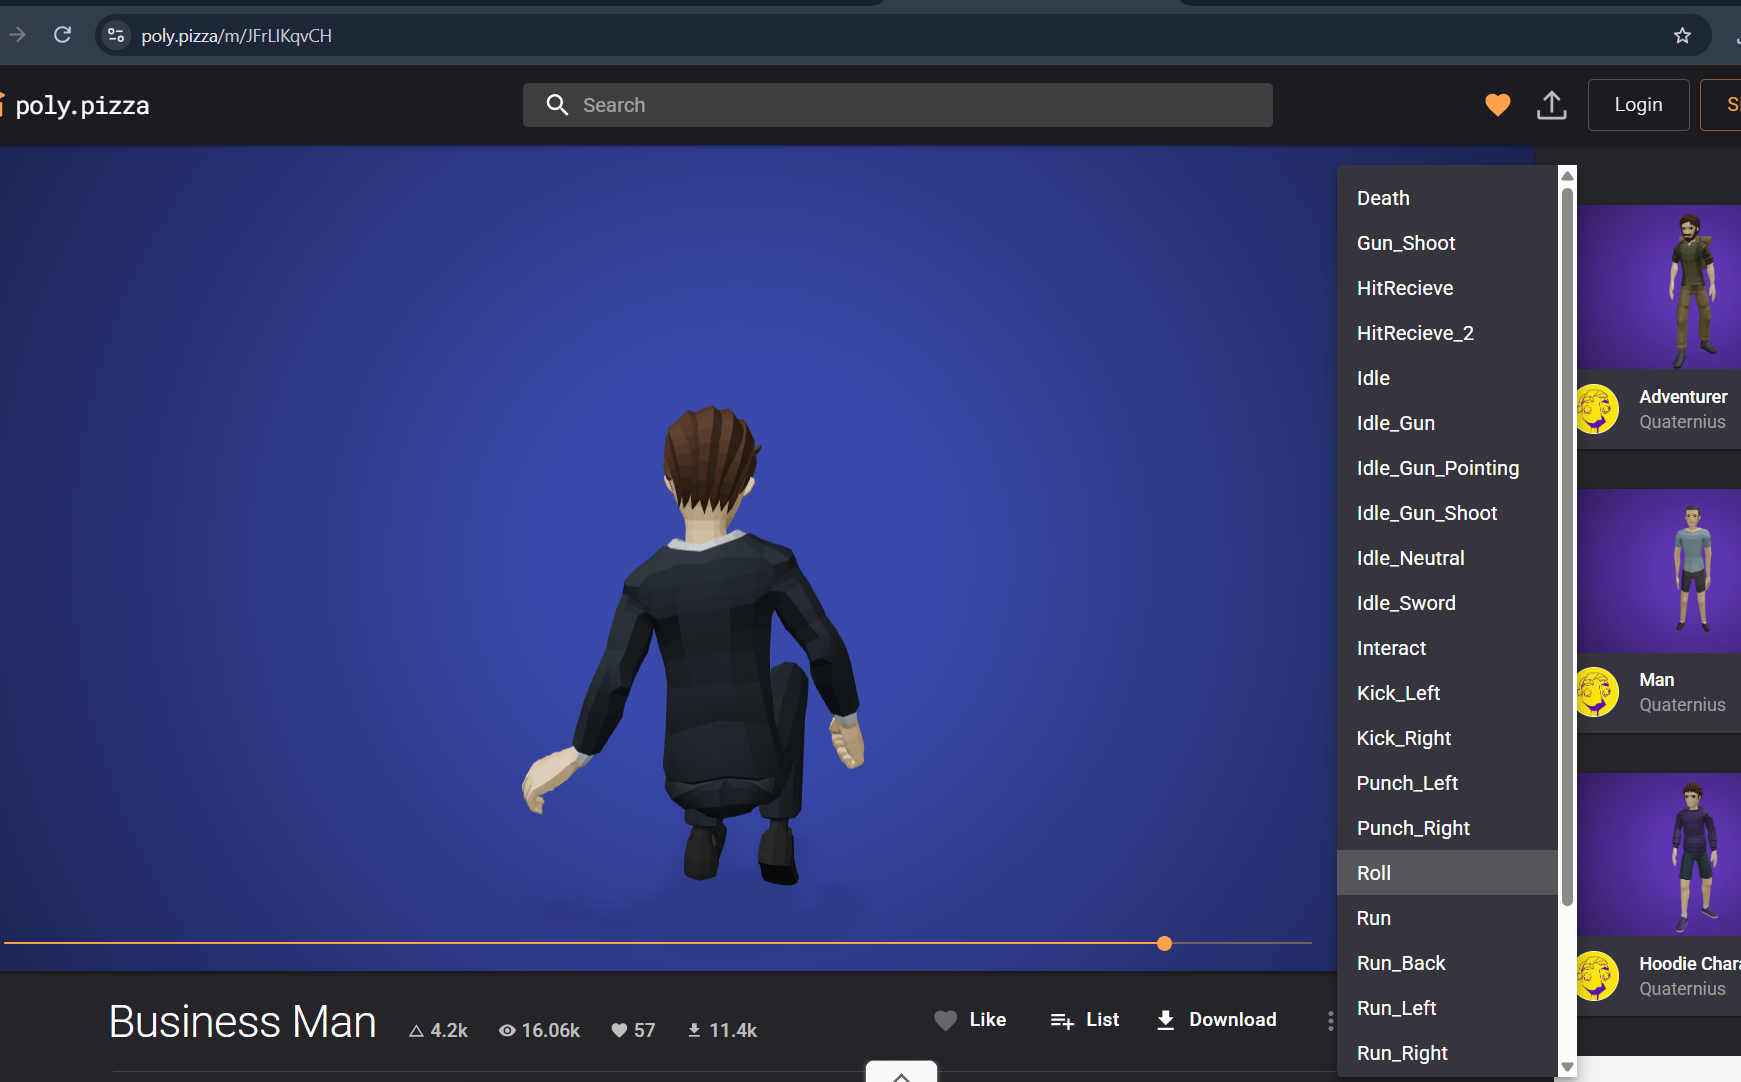 poly.pizza/m/JFrLIKqvCH
poly.pizza
Search
Login
Death
Gun_Shoot
HitRecieve
HitRecieve_2
Idle
Idle_Gun
Idle_Gun_Pointing
Idle_Gun_Shoot
Idle_Neutral
Idle_Sword
Interact
Kick_Left
Kick_Right
Punch_Left
Punch_Right
Roll
Run
Run_Back
Run_Left
Run_Right
Adventurer
Quaternius
Man
Quaternius
Hoodie
Quaternius
Business Man
4.2k
16.06k
57
11.4k
Like
List
Download